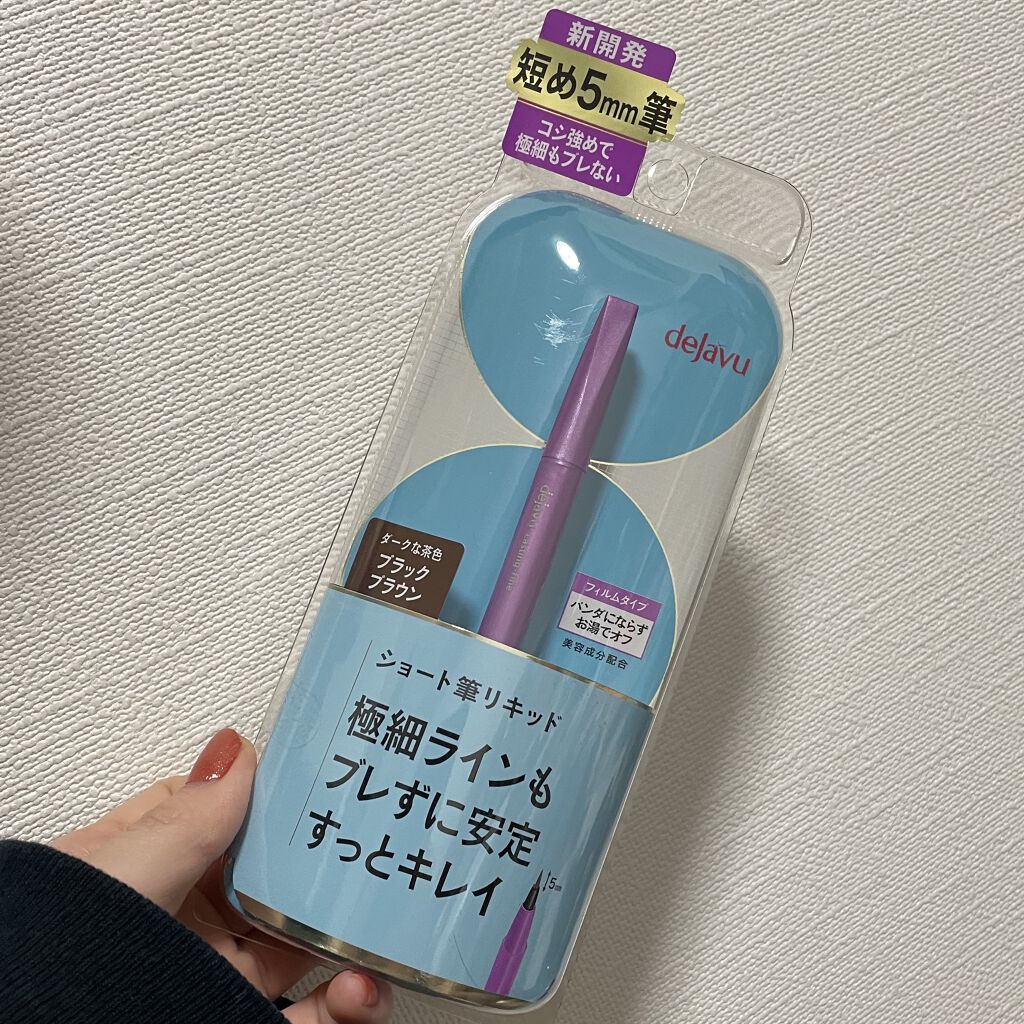 新開発
短め5mm筆
コシ強めで
極細もブレない
dejavu
dejavu Lasting-fine
ダークな茶色
ブラック
ブラウン
フィルムタイプ
パンダにならず
お湯でオフ
美容成分配合
ショート筆リキッド
極細ラインも
ブレずに安定
すっとキレイ
5mm